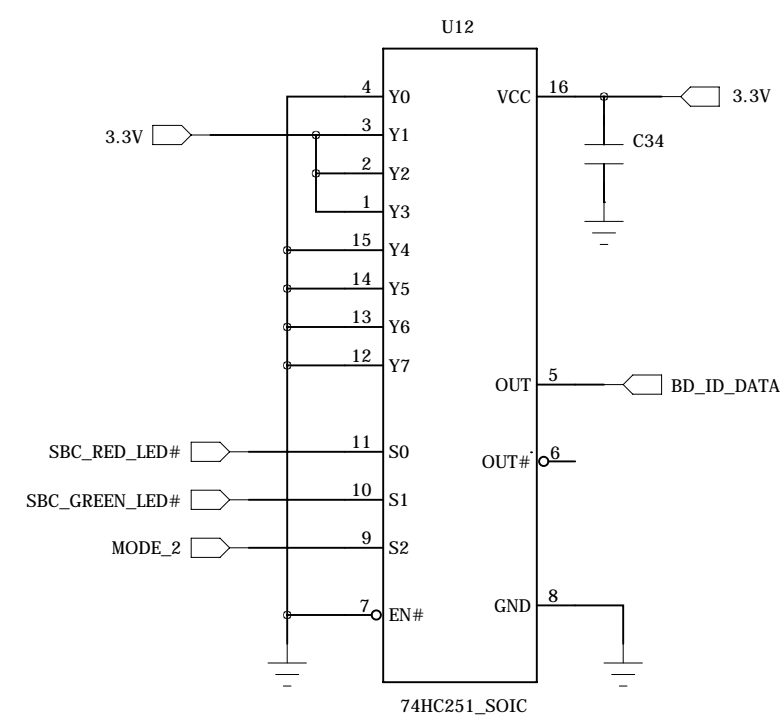 U12
4 Y0 VCC 16 3.3V
3.3V 3 Y1
C34
2 Y2
1 Y3
15 Y4
14 Y5
13 Y6
12 Y7
OUT 5 BD_ID_DATA
SBC_RED_LED# 11 S0 OUT# 6
SBC_GREEN_LED# 10 S1
MODE_2 9 S2
7 EN# GND 8
74HC251_SOIC